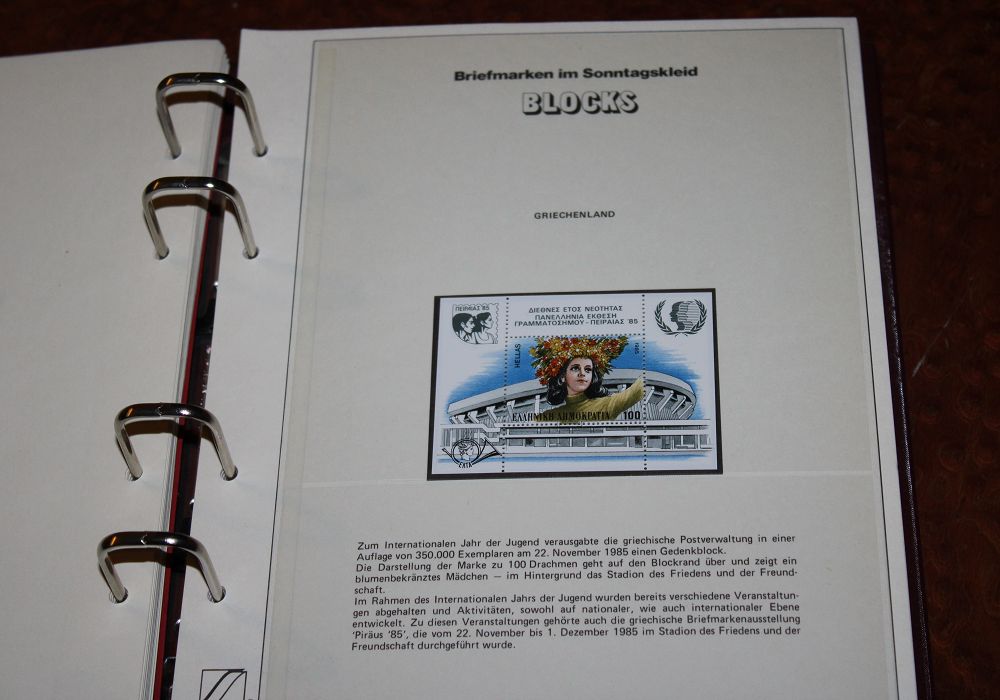 Briefmarken im Sonntagskleid
BLOCKS
GRIECHENLAND
ΠΕΙΡΑΙΑΣ '85
ΔΙΕΘΝΕΣ ΕΤΟΣ ΝΕΟΤΗΤΑΣ
ΠΑΝΕΛΛΗΝΙΑ ΕΚΘΕΣΗ
ΓΡΑΜΜΑΤΟΣΗΜΟΥ - ΠΕΙΡΑΙΑΣ '85
HELLAS
1985
ΕΛΛΗΝΙΚΗ ΔΗΜΟΚΡΑΤΙΑ 100
ΕΛΤΑ
Zum Internationalen Jahr der Jugend verausgabte die griechische Postverwaltung in einer
Auflage von 350.000 Exemplaren am 22. November 1985 einen Gedenkblock.
Die Darstellung der Marke zu 100 Drachmen geht auf den Blockrand über und zeigt ein
blumenbekränztes Mädchen — im Hintergrund das Stadion des Friedens und der Freund-
schaft.
Im Rahmen des Internationalen Jahrs der Jugend wurden bereits verschiedene Veranstaltun-
gen abgehalten und Aktivitäten, sowohl auf nationaler, wie auch internationaler Ebene
entwickelt. Zu diesen Veranstaltungen gehörte auch die griechische Briefmarkenausstellung
'Piräus '85', die vom 22. November bis 1. Dezember 1985 im Stadion des Friedens und der
Freundschaft durchgeführt wurde.